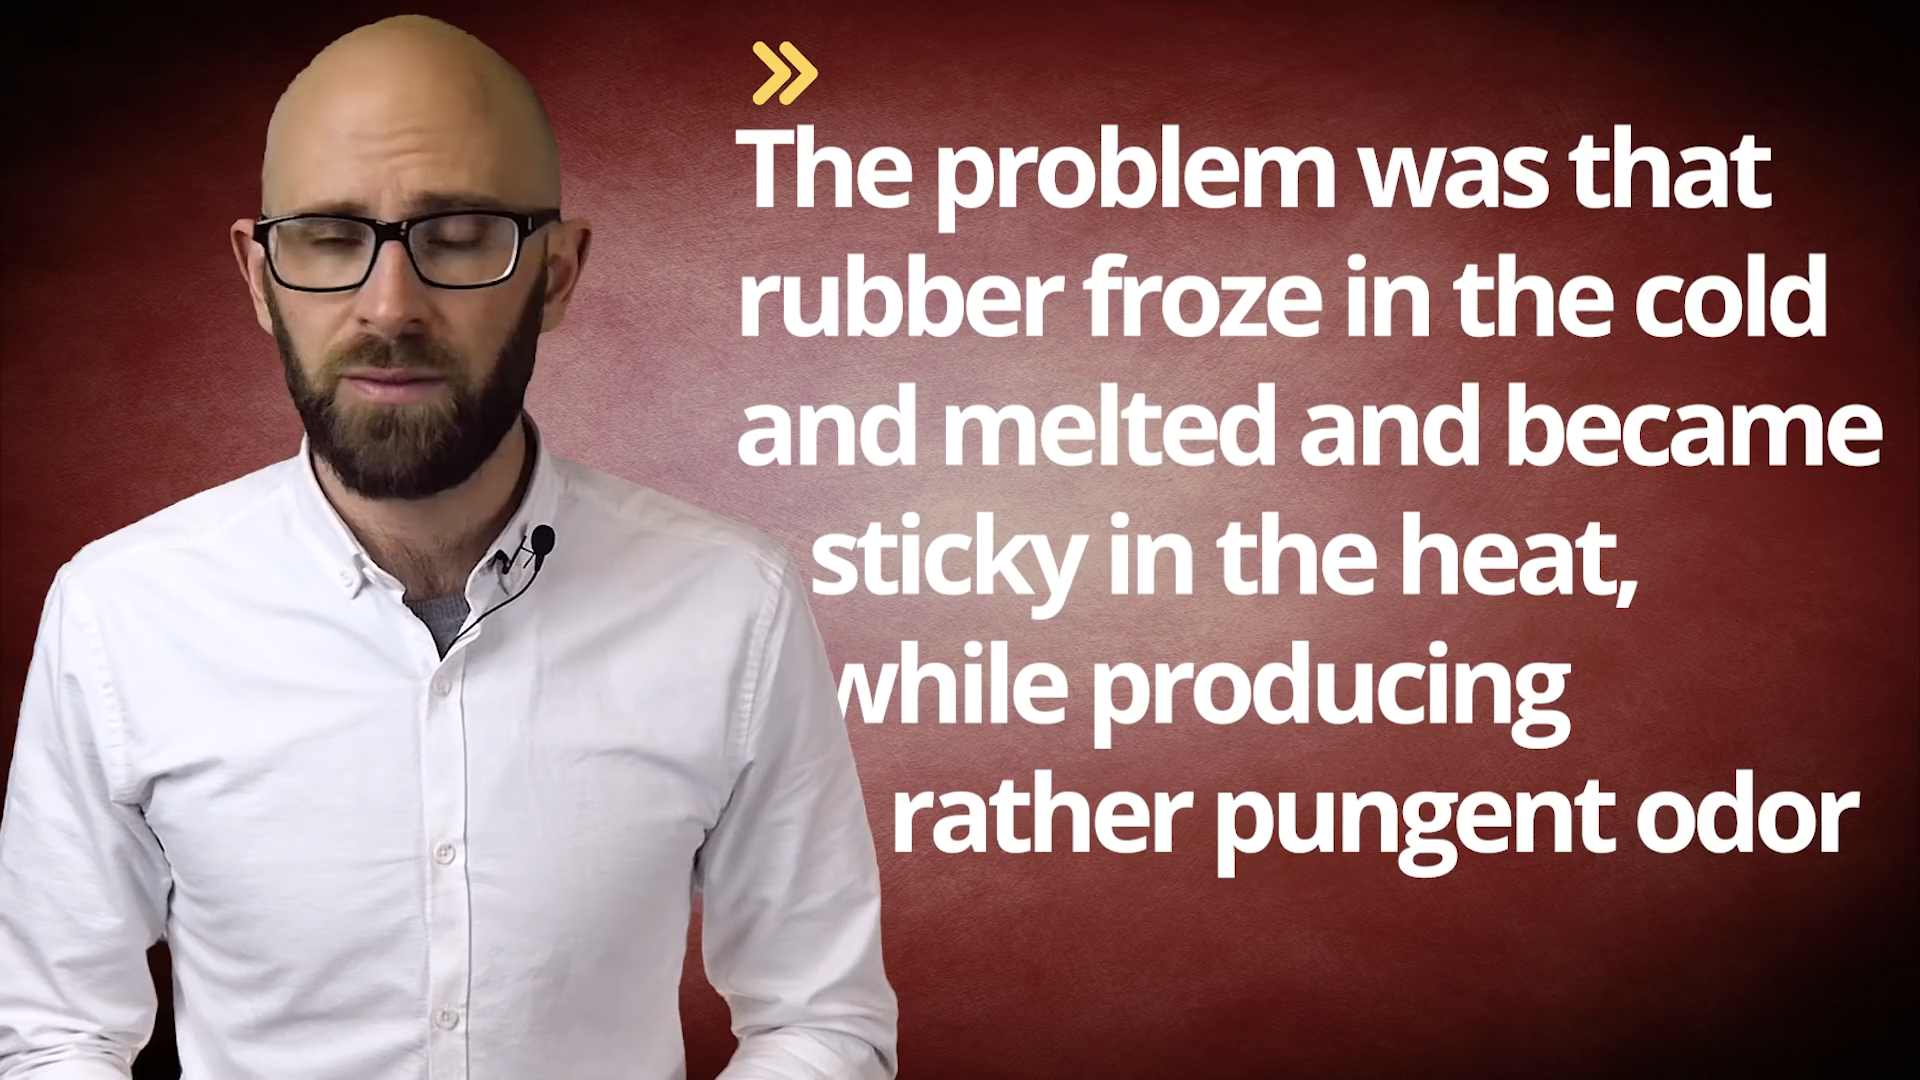 The problem was that
rubber froze in the cold
and melted and became
sticky in the heat,
while producing
rather pungent odor